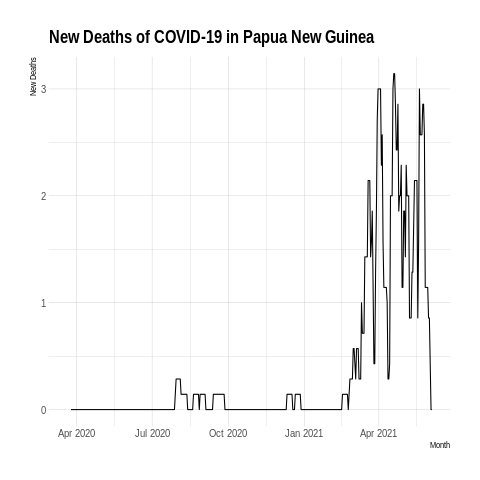 New Deaths of COVID-19 in Papua New Guinea
New Deaths
3
2
1
0
Apr 2020 Jul 2020 Oct 2020 Jan 2021 Apr 2021
Month